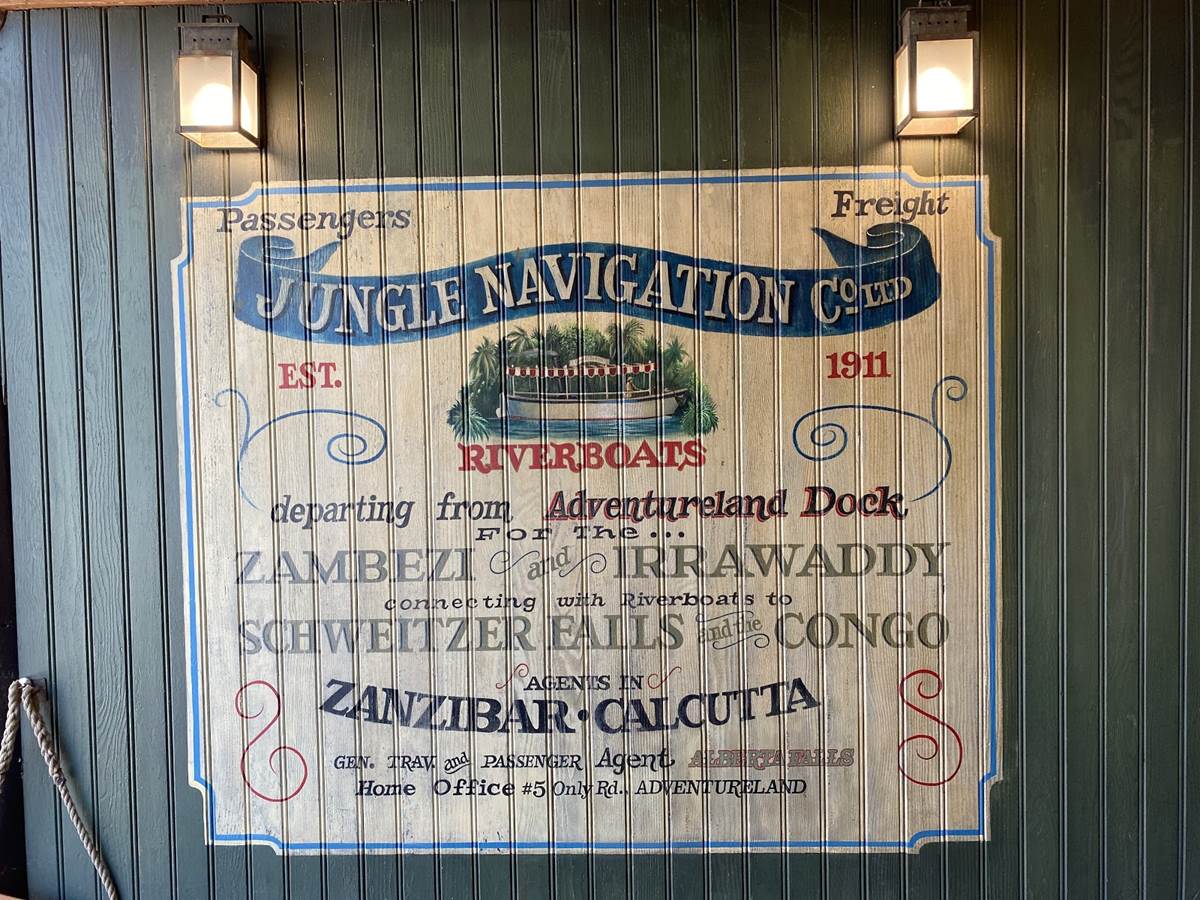 Passengers Freight
JUNGLE NAVIGATION Co. LTD
EST. 1911
RIVERBOATS
departing from Adventureland Dock
For The...
ZAMBEZI and IRRAWADDY
connecting with Riverboats to
SCHWEITZER FALLS and the CONGO
AGENTS IN
ZANZIBAR • CALCUTTA
GEN. TRAV. and PASSENGER Agent ALBERTA FALLS
Home Office #5 Only Rd., ADVENTURELAND